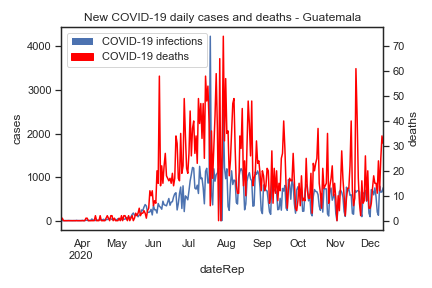 New COVID-19 daily cases and deaths - Guatemala
COVID-19 infections
COVID-19 deaths
4000
3000
2000
1000
0
cases
70
60
50
40
30
20
10
0
deaths
Apr May Jun Jul Aug Sep Oct Nov Dec
2020
dateRep